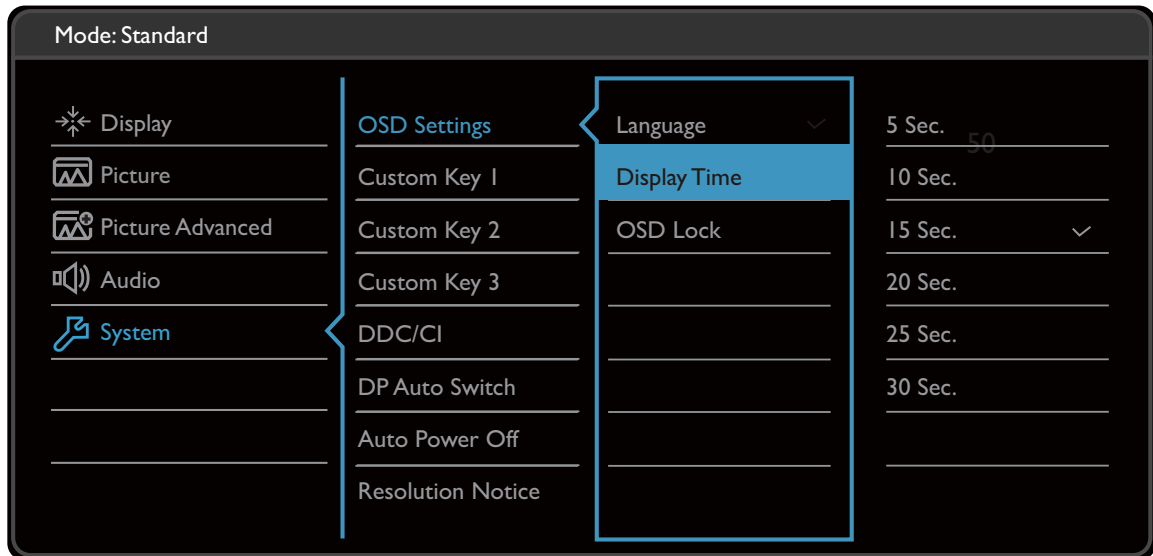 Mode: Standard
Display
Picture
Picture Advanced
Audio
System
OSD Settings
Custom Key 1
Custom Key 2
Custom Key 3
DDC/CI
DP Auto Switch
Auto Power Off
Resolution Notice
Language
Display Time
OSD Lock
5 Sec.
50
10 Sec.
15 Sec.
20 Sec.
25 Sec.
30 Sec.